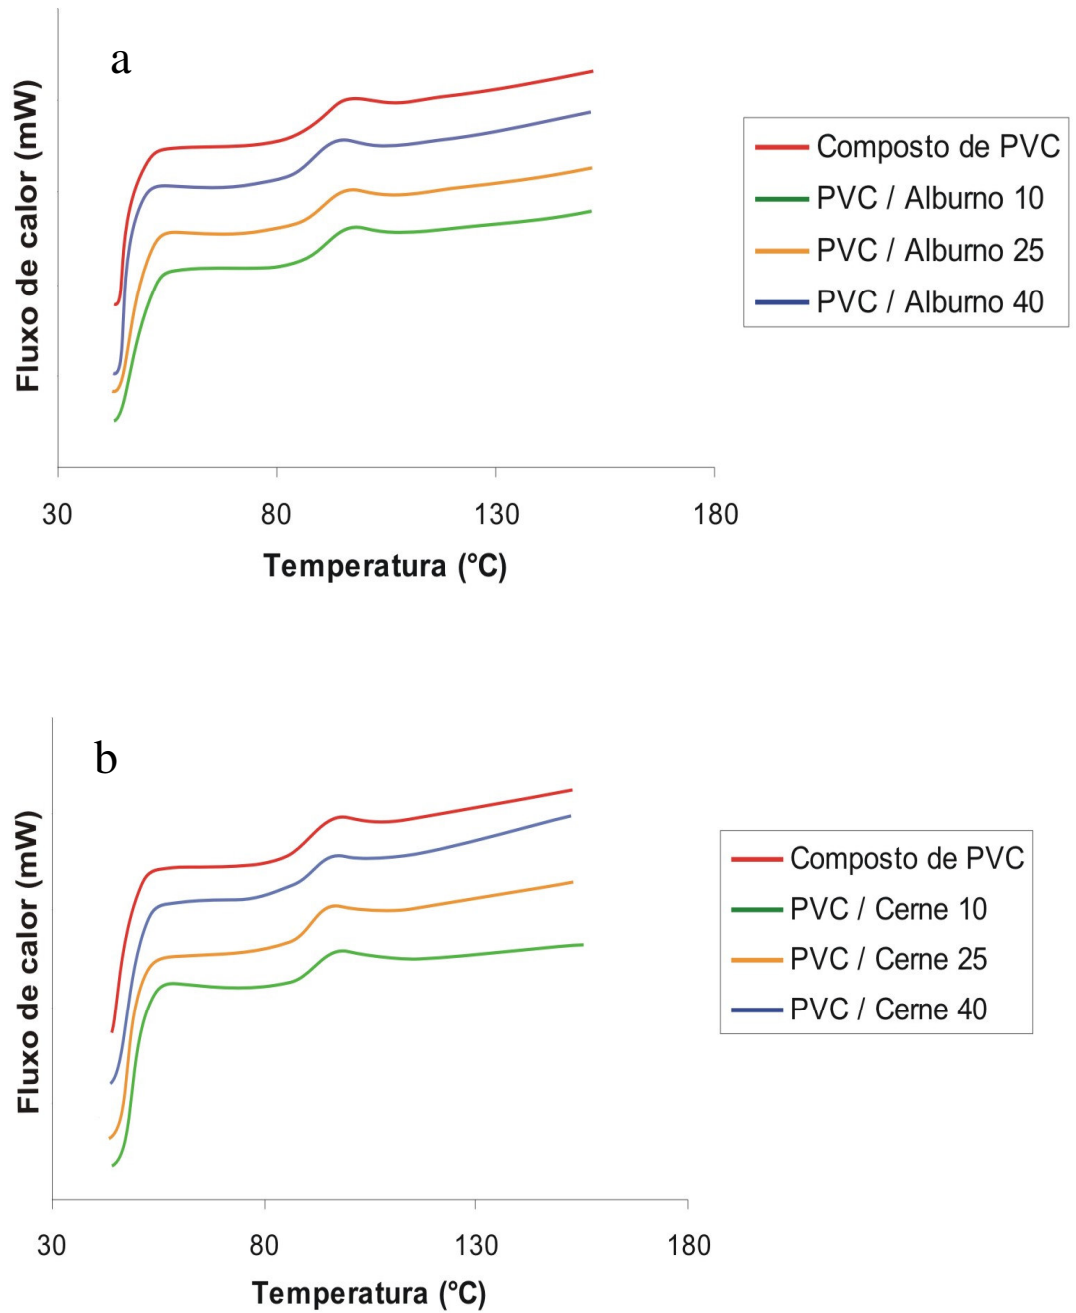 a
Fluxo de calor (mW)
Composto de PVC
PVC / Alburno 10
PVC / Alburno 25
PVC / Alburno 40
30 80 130 180
Temperatura (°C)
b
Fluxo de calor (mW)
Composto de PVC
PVC / Cerne 10
PVC / Cerne 25
PVC / Cerne 40
30 80 130 180
Temperatura (°C)